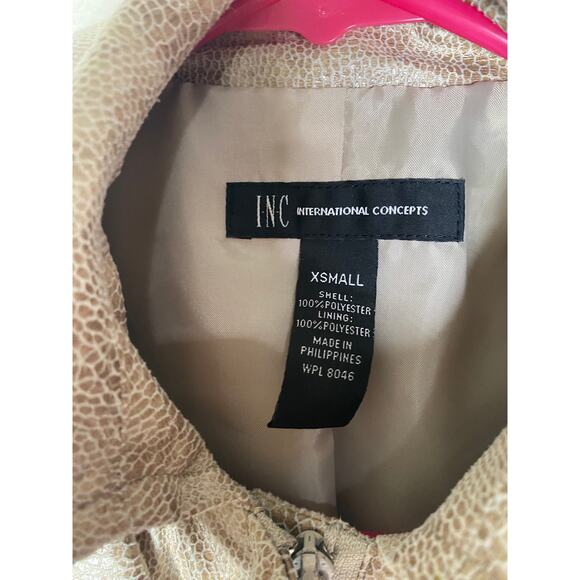 I·N·C INTERNATIONAL CONCEPTS
XSMALL
SHELL:
100%POLYESTER
LINING:
100%POLYESTER
MADE IN
PHILIPPINES
WPL 8046